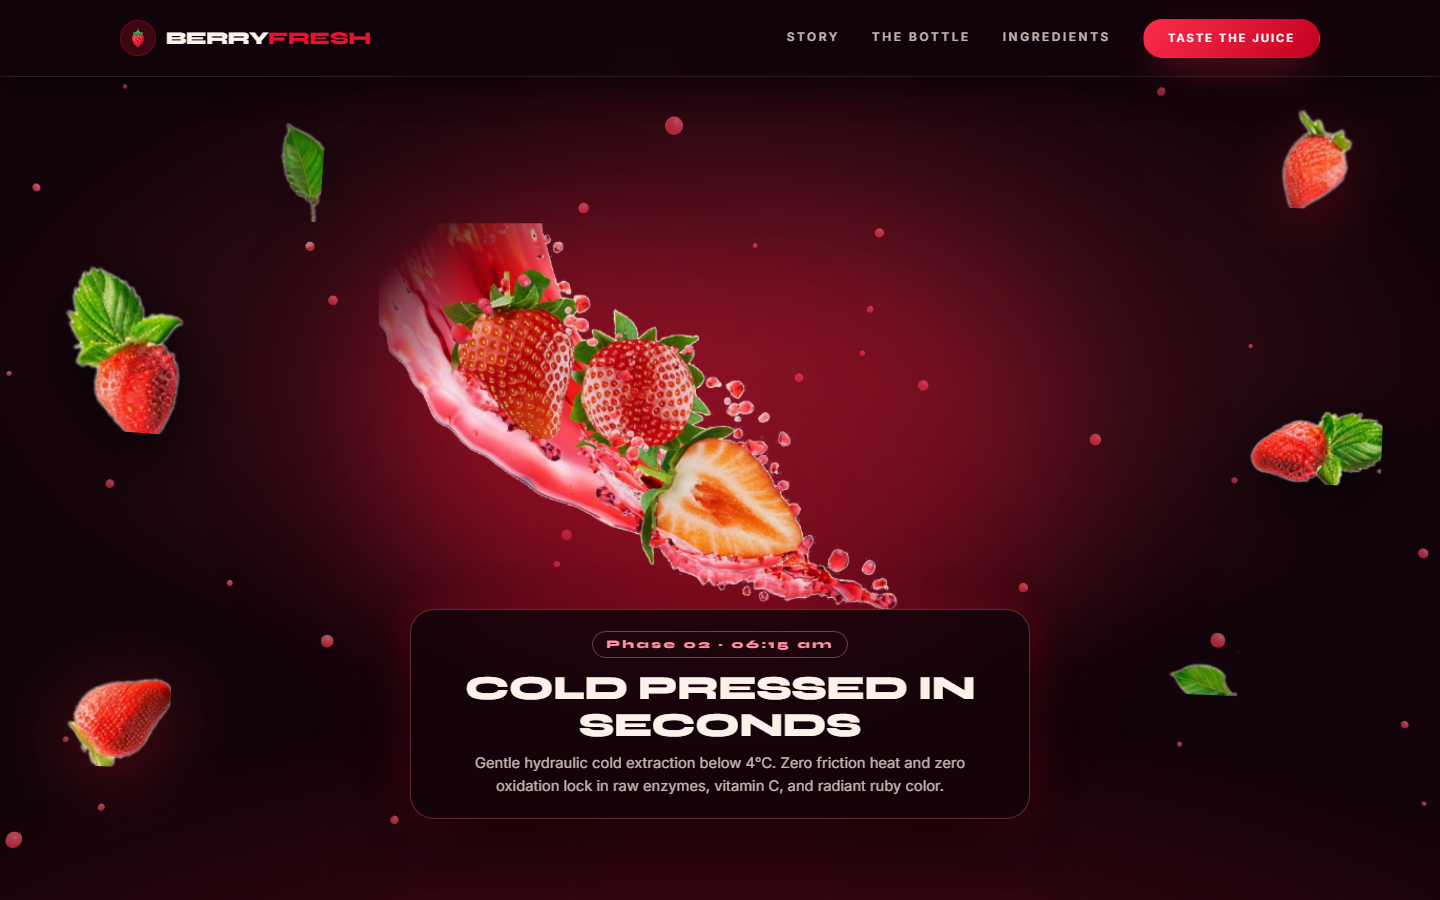 BERRYFRESH
STORY
THE BOTTLE
INGREDIENTS
TASTE THE JUICE
Phase 02 · 06:15 am
COLD PRESSED IN
SECONDS
Gentle hydraulic cold extraction below 4°C. Zero friction heat and zero
oxidation lock in raw enzymes, vitamin C, and radiant ruby color.